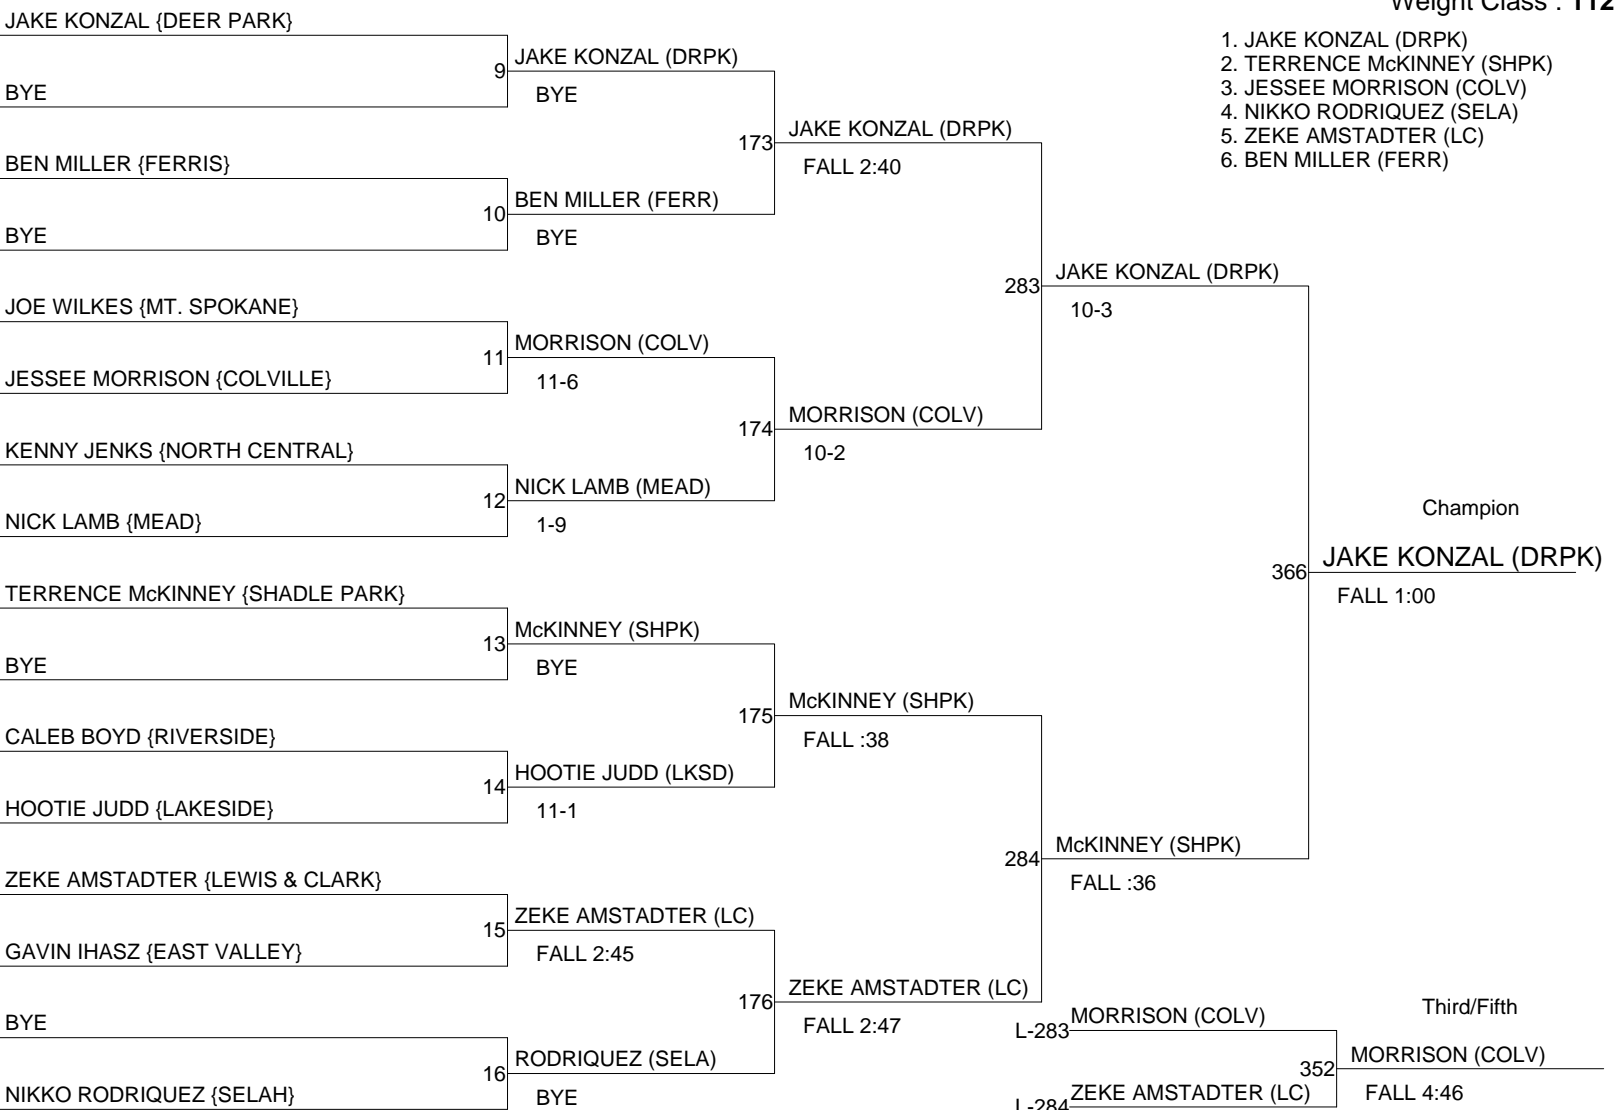 Weight Class : 112
1. JAKE KONZAL (DRPK)
2. TERRENCE McKINNEY (SHPK)
3. JESSEE MORRISON (COLV)
4. NIKKO RODRIQUEZ (SELA)
5. ZEKE AMSTADTER (LC)
6. BEN MILLER (FERR)
JAKE KONZAL {DEER PARK}
BYE
BEN MILLER {FERRIS}
BYE
JOE WILKES {MT. SPOKANE}
JESSEE MORRISON {COLVILLE}
KENNY JENKS {NORTH CENTRAL}
NICK LAMB {MEAD}
TERRENCE McKINNEY {SHADLE PARK}
BYE
CALEB BOYD {RIVERSIDE}
HOOTIE JUDD {LAKESIDE}
ZEKE AMSTADTER {LEWIS & CLARK}
GAVIN IHASZ {EAST VALLEY}
BYE
NIKKO RODRIQUEZ {SELAH}
9 JAKE KONZAL (DRPK)
BYE
10 BEN MILLER (FERR)
BYE
11 MORRISON (COLV)
11-6
12 NICK LAMB (MEAD)
1-9
13 McKINNEY (SHPK)
BYE
14 HOOTIE JUDD (LKSD)
11-1
15 ZEKE AMSTADTER (LC)
FALL 2:45
16 RODRIQUEZ (SELA)
BYE
173 JAKE KONZAL (DRPK)
FALL 2:40
174 MORRISON (COLV)
10-2
175 McKINNEY (SHPK)
FALL :38
176 ZEKE AMSTADTER (LC)
FALL 2:47
283 JAKE KONZAL (DRPK)
10-3
284 McKINNEY (SHPK)
FALL :36
Champion
366 JAKE KONZAL (DRPK)
FALL 1:00
Third/Fifth
L-283 MORRISON (COLV)
L-284 ZEKE AMSTADTER (LC)
352 MORRISON (COLV)
FALL 4:46